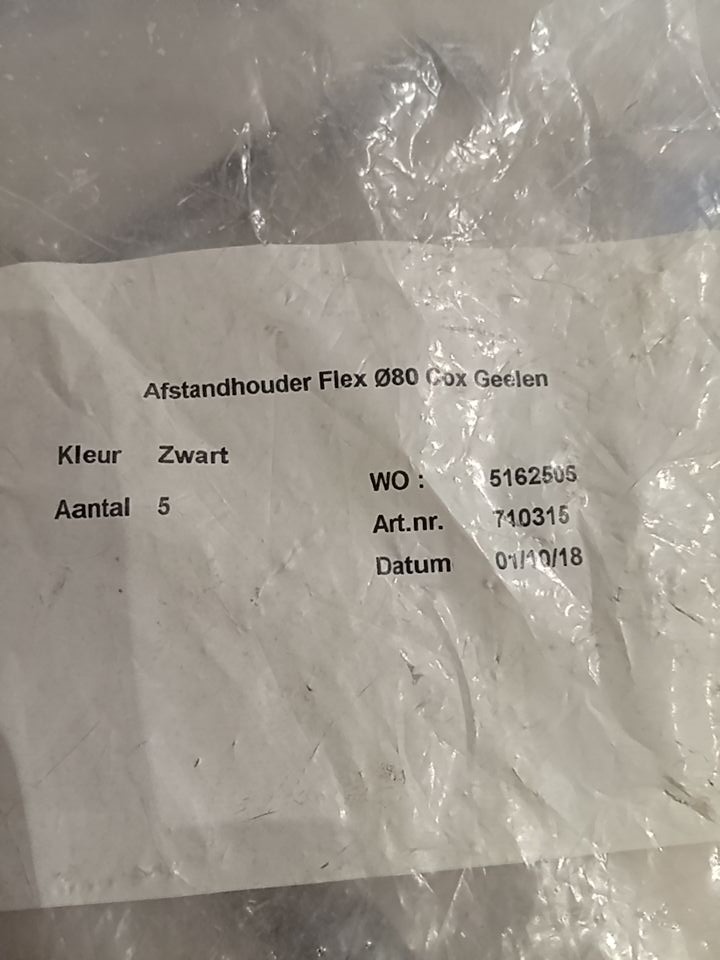 Afstandhouder Flex Ø80 Cox Geelen
Kleur Zwart
Aantal 5
WO : 5162505
Art.nr. 710315
Datum 01/10/18